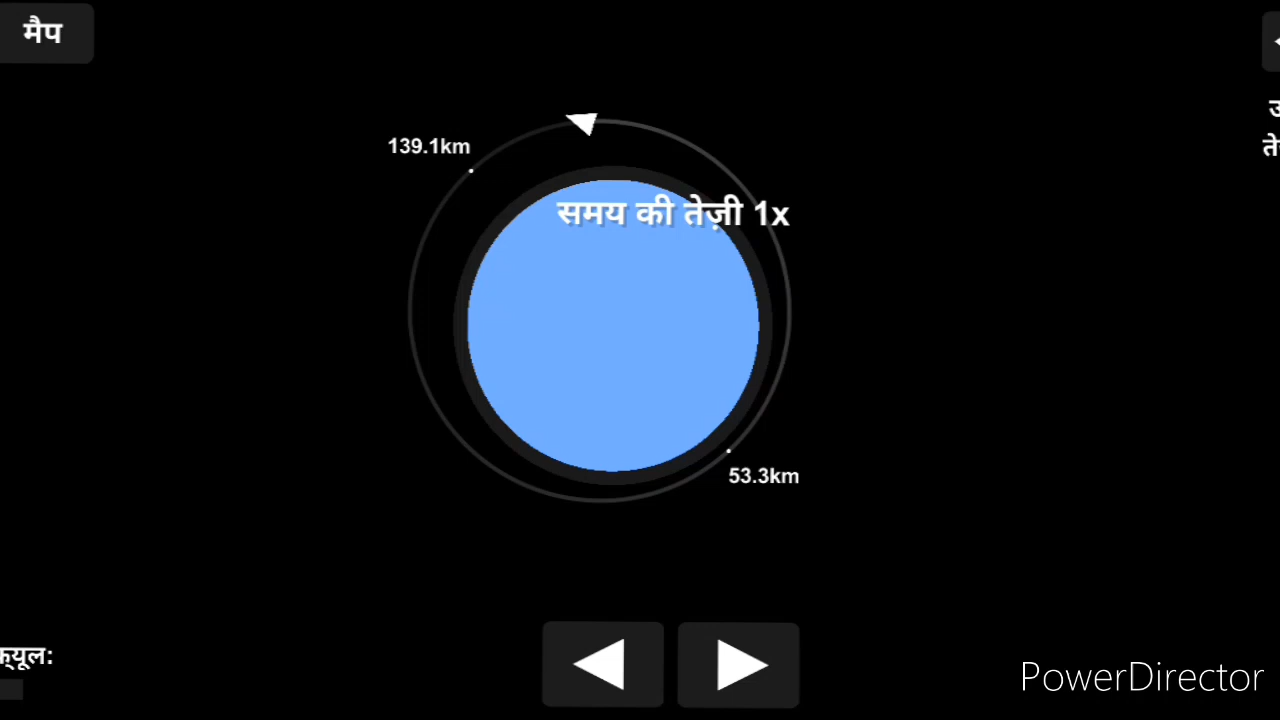 मैप
139.1km
समय की तेज़ी 1x
53.3km
PowerDirector